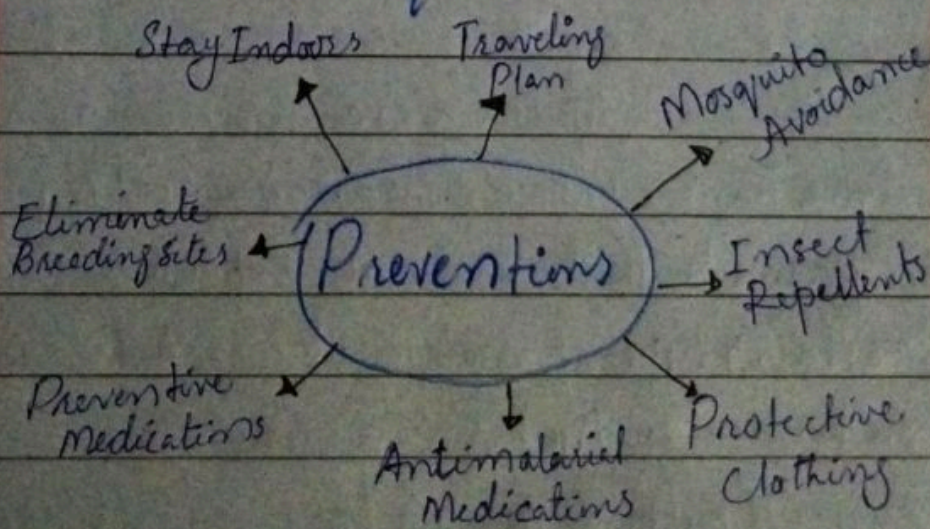 Stay Indoors
Traveling
Plan
Mosquito
Avoidance
Eliminate
Breeding Sites
Preventions
Insect
Repellents
Preventive
Medications
Antimalarial
Medications
Protective
Clothing